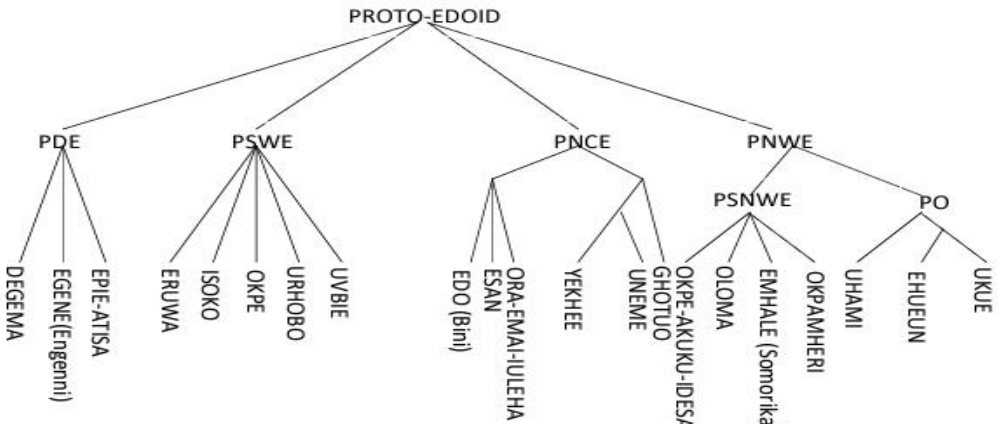 PROTO-EDOID
PDE
PSWE
PNCE
PNWE
PSNWE
PO
DEGEMA
EGENE(Engenni)
EPIE-ATISA
ERUWA
ISOKO
OKPE
URHOBO
UVBIE
EDO (Bini)
ESAN
ORA-EMAI-IULEHA
YEKHEE
UNEME
GHOTUO
OKPE-AKUKU-IDESA
OLOMA
EMHALE (Somorika
OKPAMHERI
UHAMI
EHUEUN
UKUE